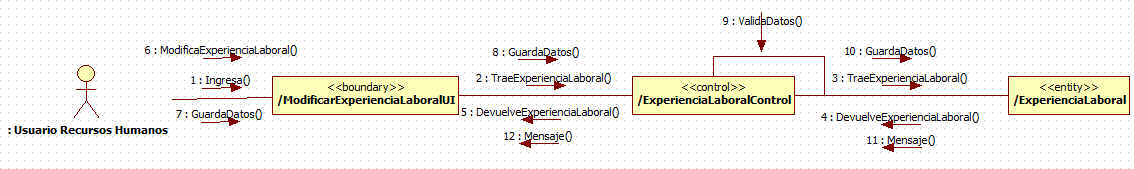 9 : ValidaDatos()
6 : ModificaExperienciaLaboral()
8 : GuardaDatos()
10 : GuardaDatos()
1 : Ingresa()
2 : TraeExperienciaLaboral()
3 : TraeExperienciaLaboral()
<<boundary>>
/ModificarExperienciaLaboralUI
<<control>>
/ExperienciaLaboralControl
<<entity>>
/ExperienciaLaboral
7 : GuardaDatos()
5 : DevuelveExperienciaLaboral()
4 : DevuelveExperienciaLaboral()
: Usuario Recursos Humanos
12 : Mensaje()
11 : Mensaje()